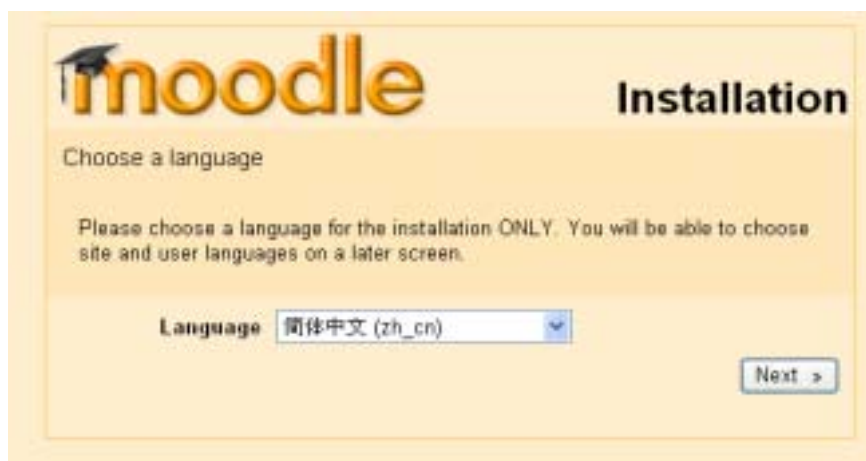 moodle
Installation
Choose a language
Please choose a language for the installation ONLY. You will be able to choose
site and user languages on a later screen.
Language 简体中文 (zh_cn)
Next »